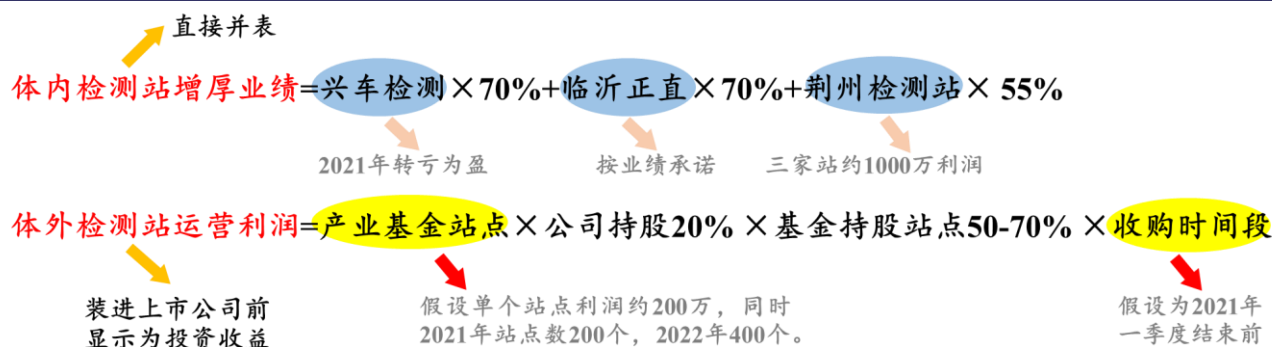 直接并表
体内检测站增厚业绩=兴车检测×70%+临沂正直×70%+荆州检测站× 55%
2021年转亏为盈 按业绩承诺 三家站约1000万利润
体外检测站运营利润=产业基金站点×公司持股20% ×基金持股站点50-70% ×收购时间段
装进上市公司前 假设单个站点利润约200万，同时 假设为2021年
显示为投资收益 2021年站点数200个，2022年400个。 一季度结束前